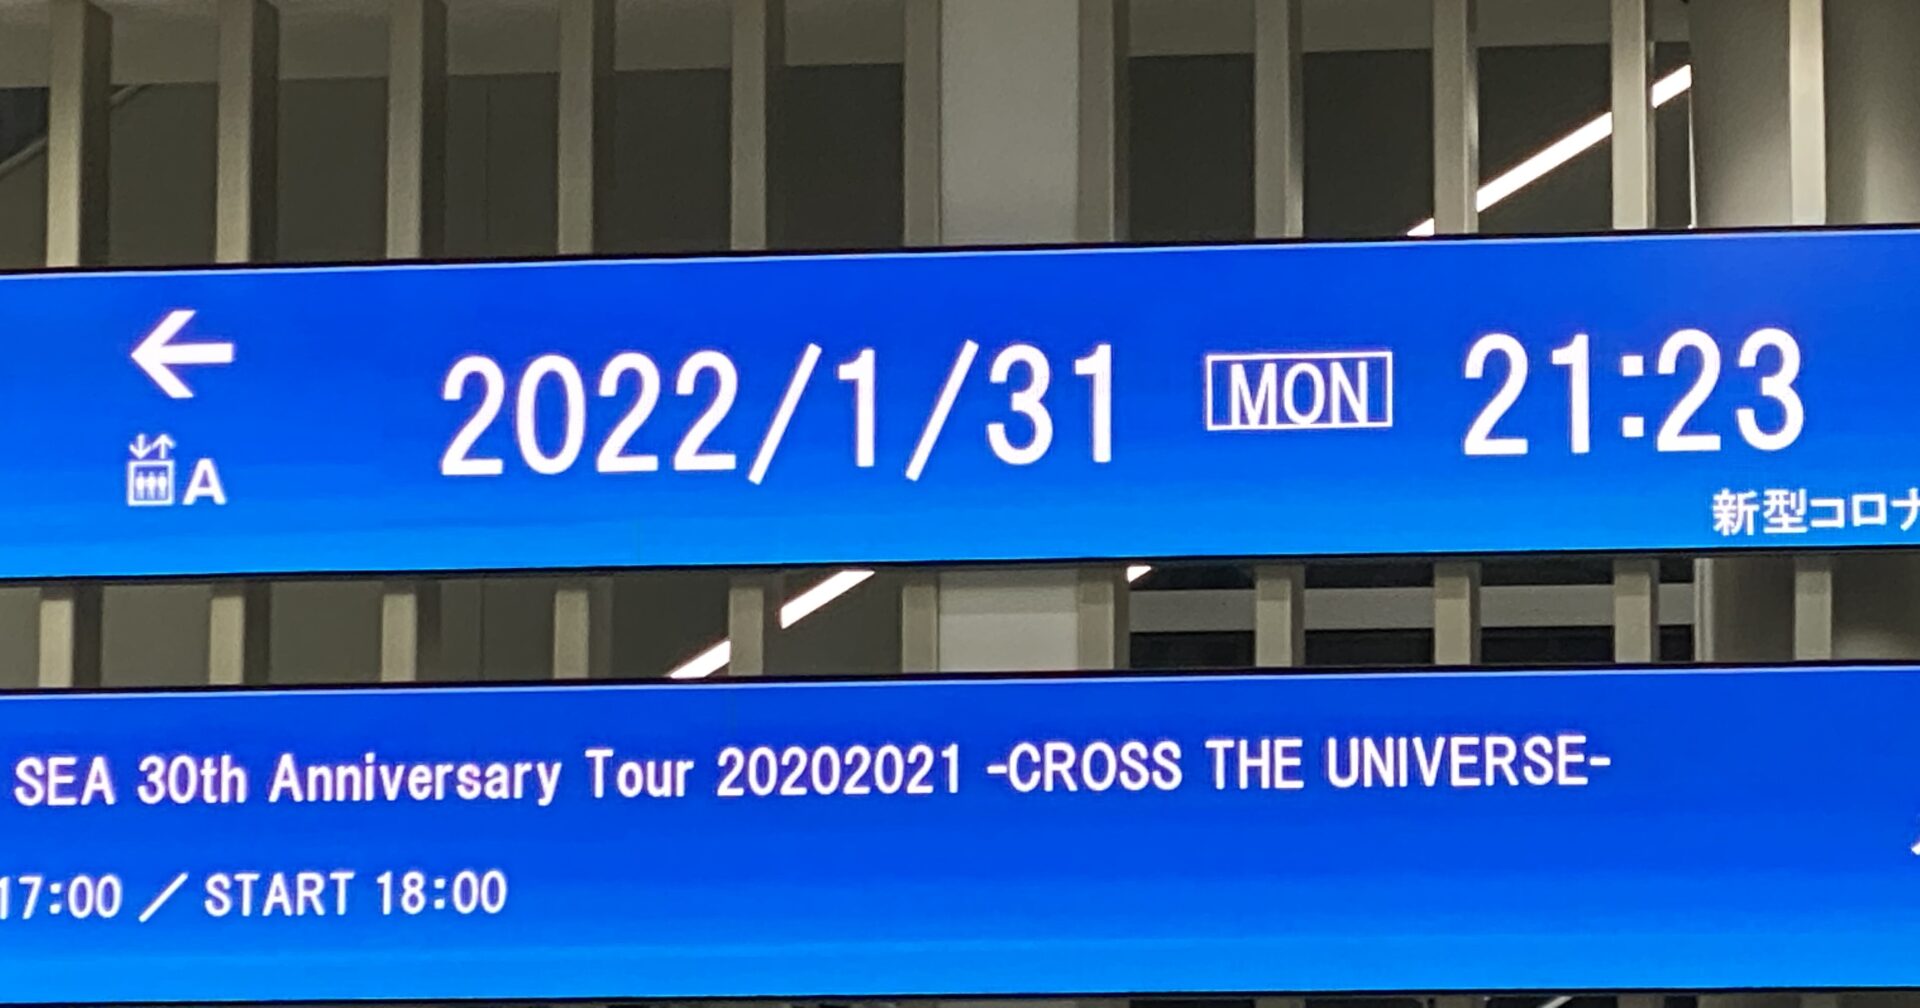 2022/1/31 MON 21:23
A
新型コロナ
SEA 30th Anniversary Tour 20202021 -CROSS THE UNIVERSE-
17:00 ／ START 18:00